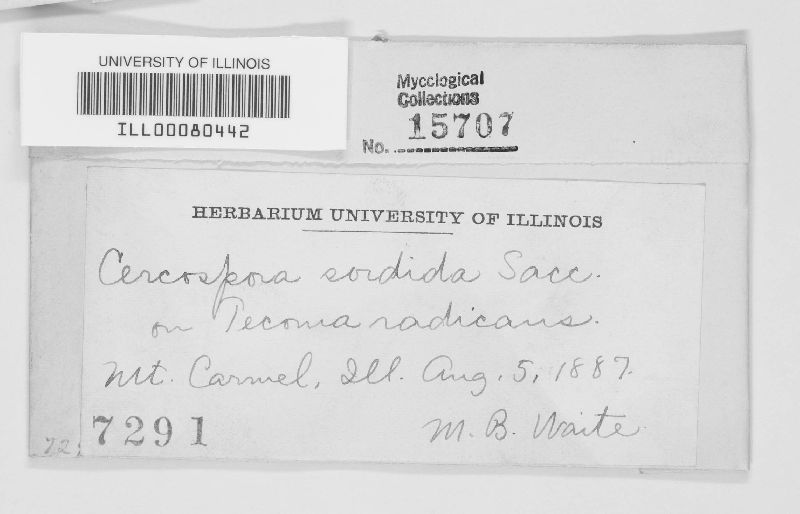 UNIVERSITY OF ILLINOIS
ILL00080442
Mycological
Collections
No. 15707
HERBARIUM UNIVERSITY OF ILLINOIS
Cercospora sordida Sacc.
on Tecoma radicans.
Mt. Carmel, Ill. Aug. 5, 1887.
7291
M. B. Waite